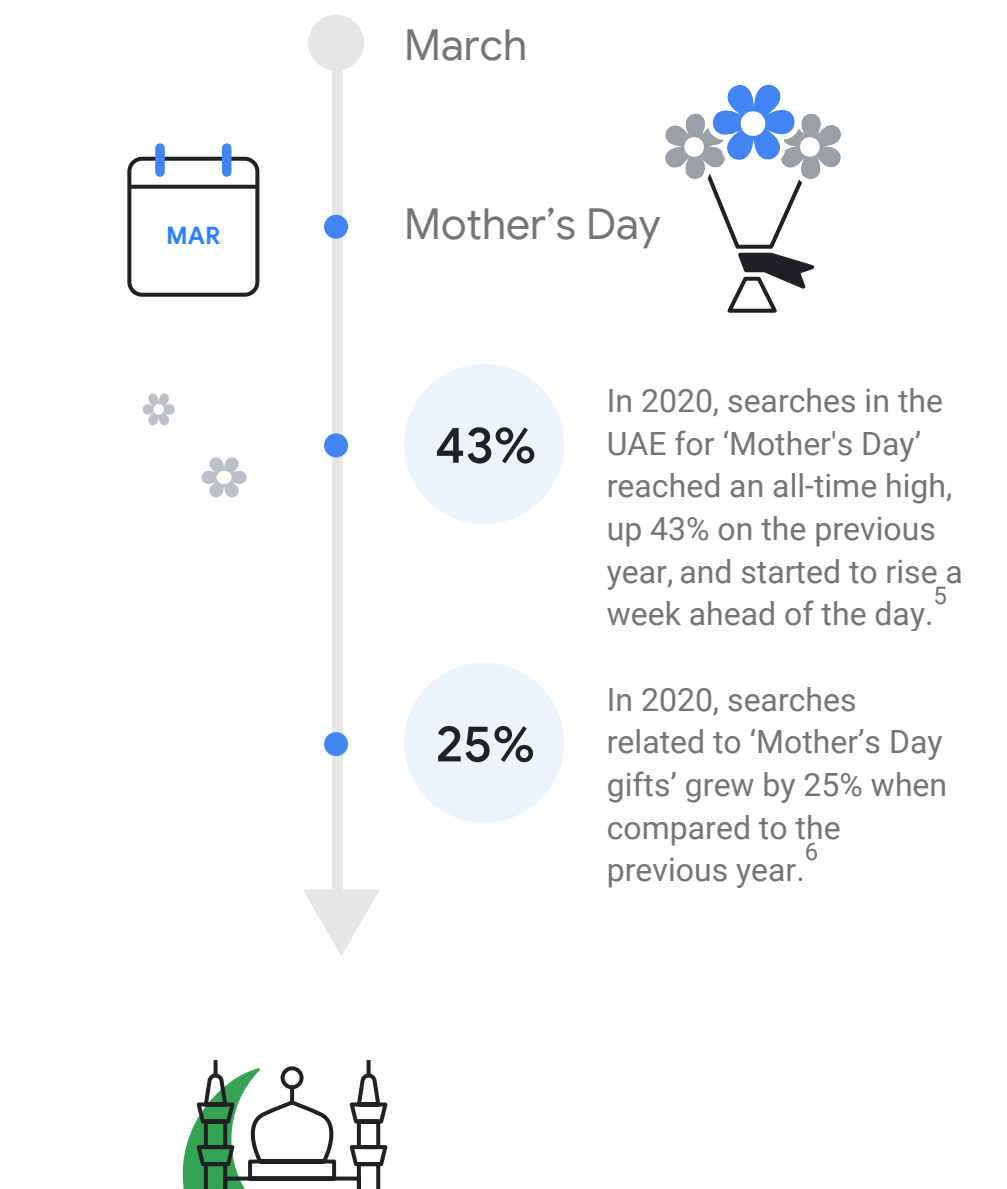 March
MAR
Mother’s Day
43%
In 2020, searches in the
UAE for ‘Mother's Day’
reached an all-time high,
up 43% on the previous
year, and started to rise a
week ahead of the day.5
25%
In 2020, searches
related to ‘Mother’s Day
gifts’ grew by 25% when
compared to the
previous year.6